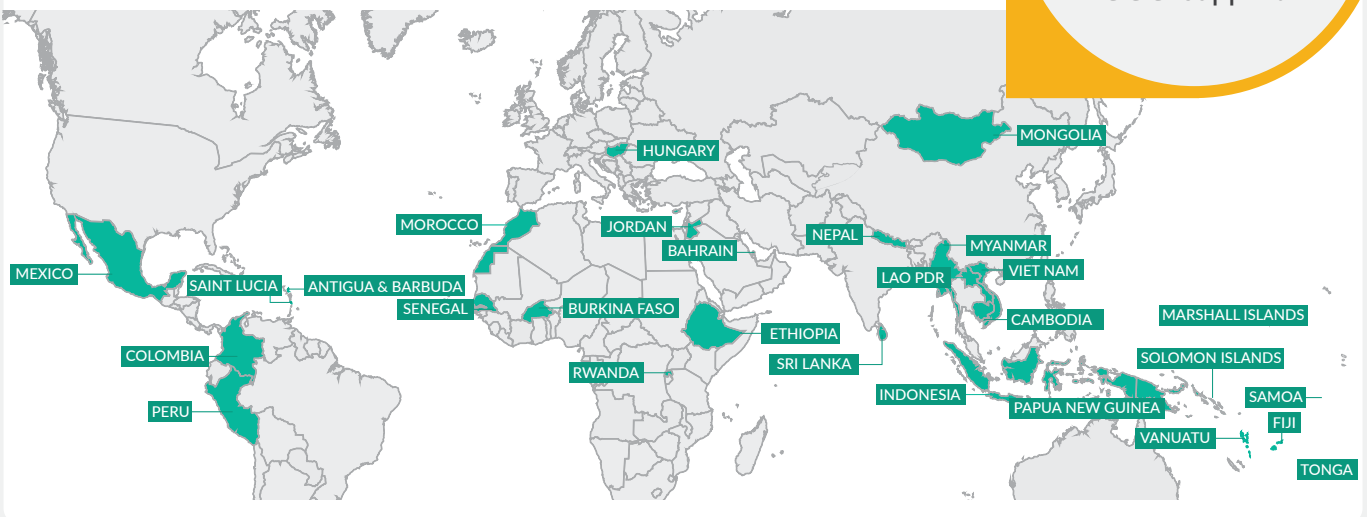 MONGOLIA
HUNGARY
MOROCCO
JORDAN
NEPAL
BAHRAIN
MYANMAR
MEXICO
SAINT LUCIA
ANTIGUA & BARBUDA
LAO PDR
VIET NAM
SENEGAL
BURKINA FASO
CAMBODIA
MARSHALL ISLANDS
ETHIOPIA
COLOMBIA
SRI LANKA
SOLOMON ISLANDS
RWANDA
INDONESIA
SAMOA
PERU
PAPUA NEW GUINEA
FIJI
VANUATU
TONGA